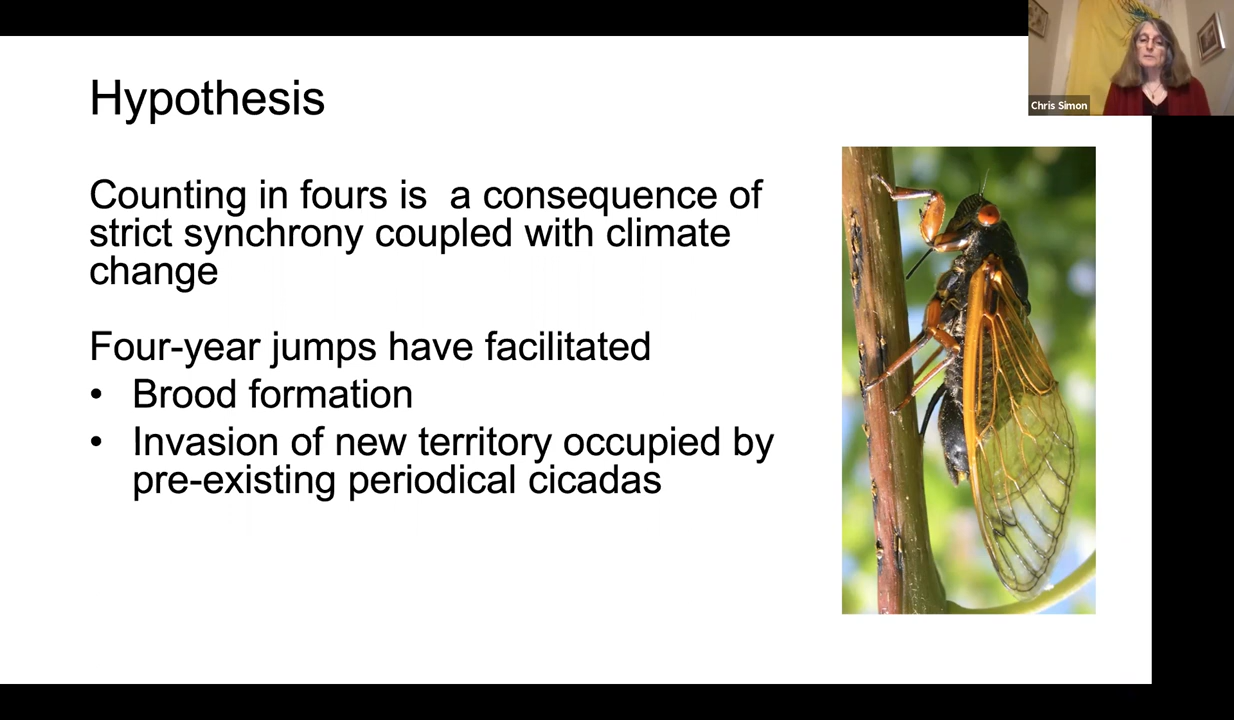 Hypothesis
Chris Simon
Counting in fours is  a consequence of
strict synchrony coupled with climate
change
Four-year jumps have facilitated
• Brood formation
• Invasion of new territory occupied by
pre-existing periodical cicadas